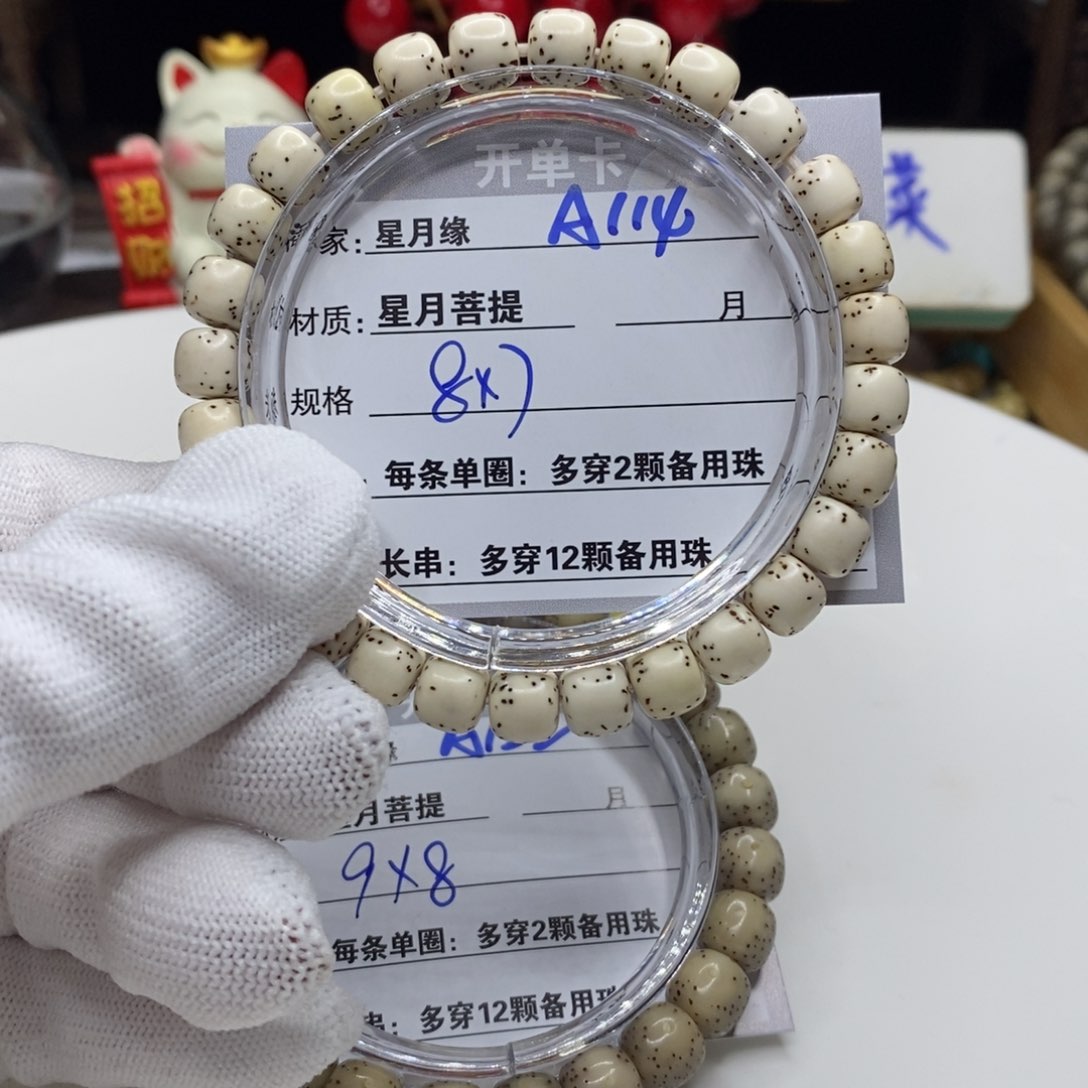 开单卡
家：星月缘 A114
材质：星月菩提 月
规格 8x7
每条单圈：多穿2颗备用珠
长串：多穿12颗备用珠
招财
菜
月菩提 月
9X8
每条单圈：多穿2颗备用珠
串：多穿12颗备用珠